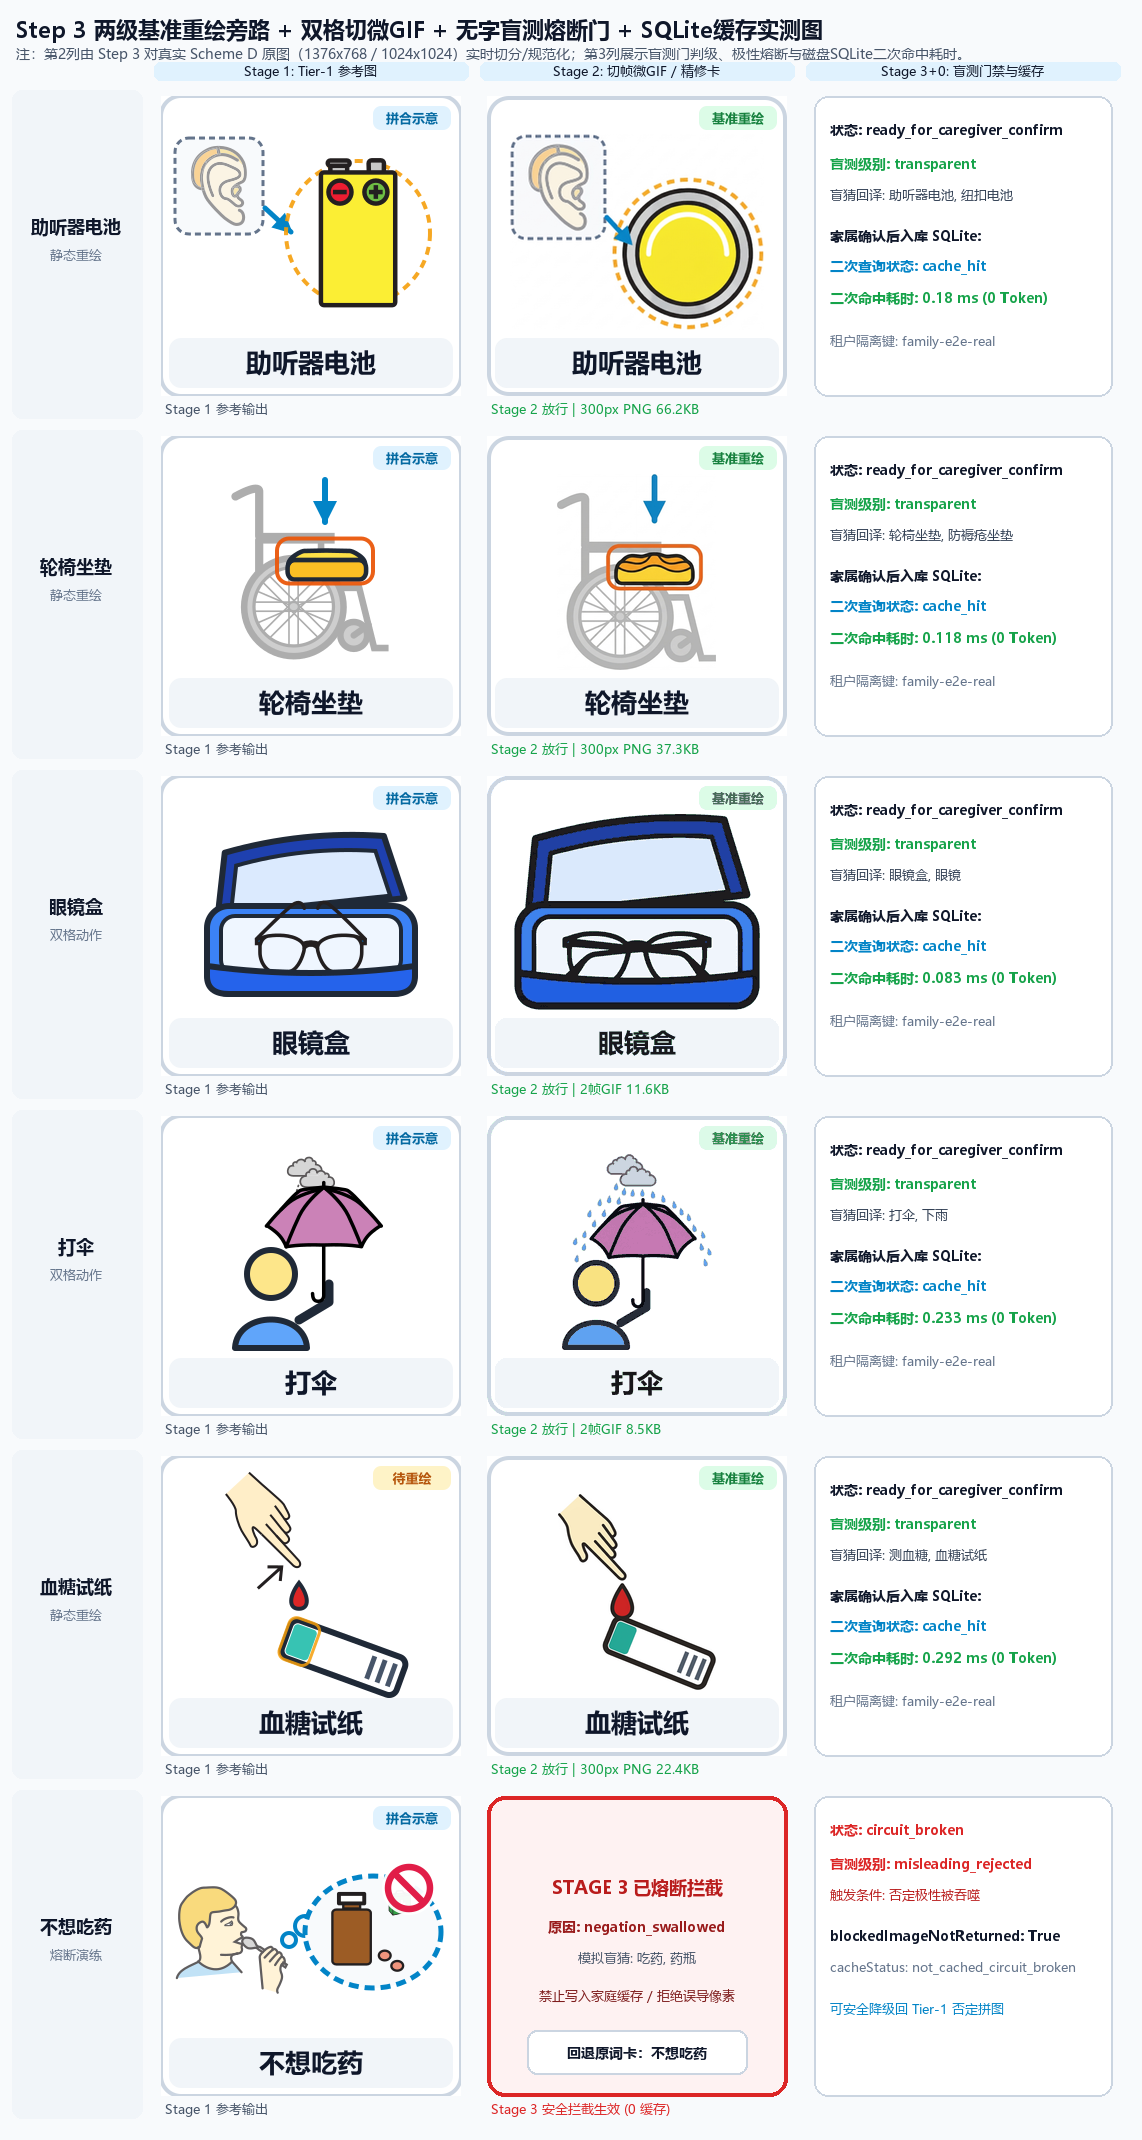 Step 3 两级基准重绘旁路 + 双格切微GIF + 无字盲测熔断门 + SQLite缓存实测图
注：第2列由 Step 3 对真实 Scheme D 原图（1376x768 / 1024x1024）实时切分/规范化；第3列展示盲测门判级、极性熔断与磁盘SQLite二次命中耗时。
Stage 1: Tier-1 参考图
Stage 2: 切帧微GIF / 精修卡
Stage 3+0: 盲测门禁与缓存
助听器电池
静态重绘
拼合示意
助听器电池
Stage 1 参考输出
基准重绘
助听器电池
Stage 2 放行 | 300px PNG 66.2KB
状态: ready_for_caregiver_confirm
盲测级别: transparent
盲猜回译: 助听器电池, 纽扣电池
家属确认后入库 SQLite:
二次查询状态: cache_hit
二次命中耗时: 0.18 ms (0 Token)
租户隔离键: family-e2e-real
轮椅坐垫
静态重绘
拼合示意
轮椅坐垫
Stage 1 参考输出
基准重绘
轮椅坐垫
Stage 2 放行 | 300px PNG 37.3KB
状态: ready_for_caregiver_confirm
盲测级别: transparent
盲猜回译: 轮椅坐垫, 防褥疮坐垫
家属确认后入库 SQLite:
二次查询状态: cache_hit
二次命中耗时: 0.118 ms (0 Token)
租户隔离键: family-e2e-real
眼镜盒
双格动作
拼合示意
眼镜盒
Stage 1 参考输出
基准重绘
眼镜盒
Stage 2 放行 | 2帧GIF 11.6KB
状态: ready_for_caregiver_confirm
盲测级别: transparent
盲猜回译: 眼镜盒, 眼镜
家属确认后入库 SQLite:
二次查询状态: cache_hit
二次命中耗时: 0.083 ms (0 Token)
租户隔离键: family-e2e-real
打伞
双格动作
拼合示意
打伞
Stage 1 参考输出
基准重绘
打伞
Stage 2 放行 | 2帧GIF 8.5KB
状态: ready_for_caregiver_confirm
盲测级别: transparent
盲猜回译: 打伞, 下雨
家属确认后入库 SQLite:
二次查询状态: cache_hit
二次命中耗时: 0.233 ms (0 Token)
租户隔离键: family-e2e-real
血糖试纸
静态重绘
待重绘
血糖试纸
Stage 1 参考输出
基准重绘
血糖试纸
Stage 2 放行 | 300px PNG 22.4KB
状态: ready_for_caregiver_confirm
盲测级别: transparent
盲猜回译: 测血糖, 血糖试纸
家属确认后入库 SQLite:
二次查询状态: cache_hit
二次命中耗时: 0.292 ms (0 Token)
租户隔离键: family-e2e-real
不想吃药
熔断演练
拼合示意
不想吃药
Stage 1 参考输出
STAGE 3 已熔断拦截
原因: negation_swallowed
模拟盲猜: 吃药, 药瓶
禁止写入家庭缓存 / 拒绝误导像素
回退原词卡：不想吃药
Stage 3 安全拦截生效 (0 缓存)
状态: circuit_broken
盲测级别: misleading_rejected
触发条件: 否定极性被吞噬
blockedImageNotReturned: True
cacheStatus: not_cached_circuit_broken
可安全降级回 Tier-1 否定拼图